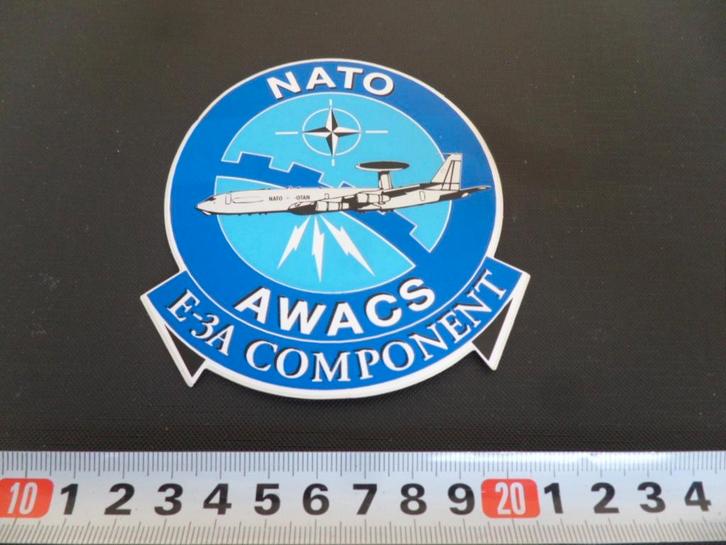 NATO
NATO OTAN
AWACS
E-3A COMPONENT
10 1 2 3 4 5 6 7 8 9 20 1 2 3 4